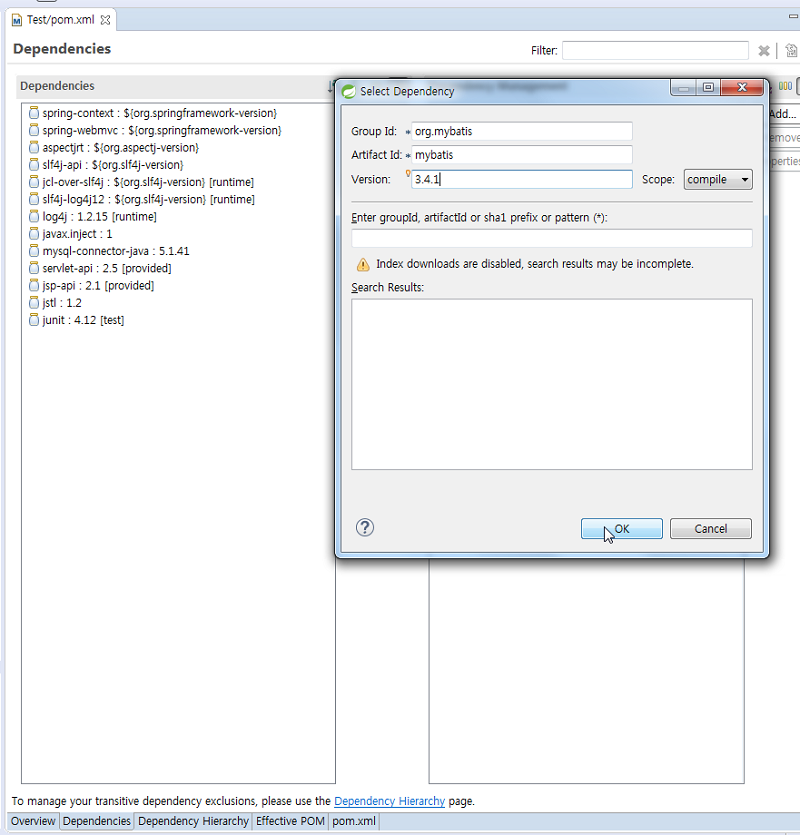 Test/pom.xml
Dependencies
Filter:
Dependencies
spring-context : ${org.springframework-version}
spring-webmvc : ${org.springframework-version}
aspectjrt : ${org.aspectj-version}
slf4j-api : ${org.slf4j-version}
jcl-over-slf4j : ${org.slf4j-version} [runtime]
slf4j-log4j12 : ${org.slf4j-version} [runtime]
log4j : 1.2.15 [runtime]
javax.inject : 1
mysql-connector-java : 5.1.41
servlet-api : 2.5 [provided]
jsp-api : 2.1 [provided]
jstl : 1.2
junit : 4.12 [test]
Select Dependency
Group Id: * org.mybatis
Artifact Id: * mybatis
Version: 3.4.1 Scope: compile
Enter groupId, artifactId or sha1 prefix or pattern (*):
Index downloads are disabled, search results may be incomplete.
Search Results:
OK Cancel
Add...
To manage your transitive dependency exclusions, please use the Dependency Hierarchy page.
Overview Dependencies Dependency Hierarchy Effective POM pom.xml